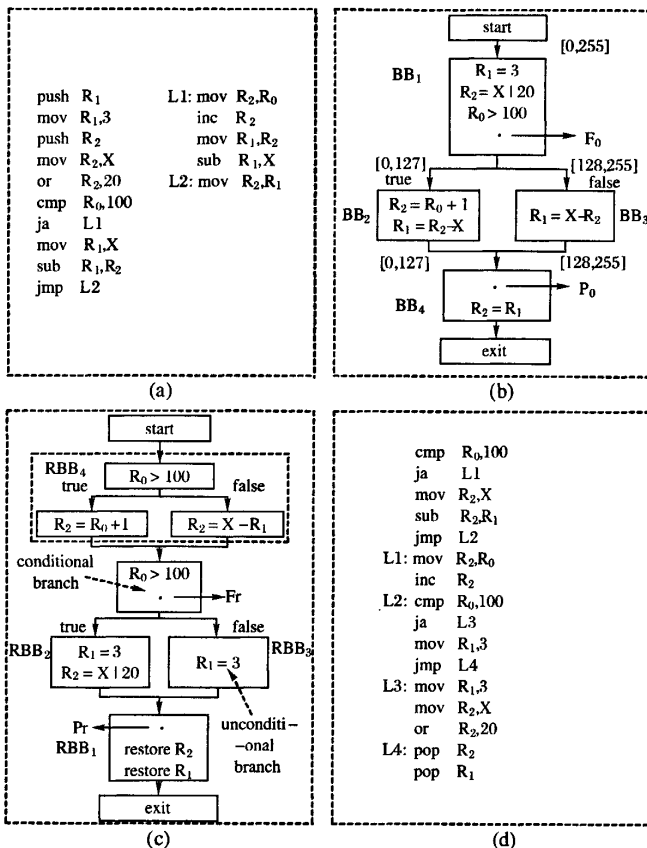 push R1
mov R1,3
push R2
mov R2,X
or R2,20
cmp R0,100
ja L1
mov R1,X
sub R1,R2
jmp L2
L1: mov R2,R0
inc R2
mov R1,R2
sub R1,X
L2: mov R2,R1
(a)
start
[0,255]
BB1
R1 = 3
R2 = X | 20
R0 > 100
F0
[0,127]
true
[128,255]
false
BB2
R2 = R0 + 1
R1 = R2–X
R1 = X–R2
BB3
[0,127]
[128,255]
P0
BB4
R2 = R1
exit
(b)
start
RBB4
R0 > 100
true
false
R2 = R0 + 1
R2 = X – R1
conditional
branch
R0 > 100
Fr
true
false
RBB2
R1 = 3
R2 = X | 20
R1 = 3
RBB3
Pr
RBB1
restore R2
restore R1
unconditi-
-onal
branch
exit
(c)
cmp R0,100
ja L1
mov R2,X
sub R2,R1
jmp L2
L1: mov R2,R0
inc R2
L2: cmp R0,100
ja L3
mov R1,3
jmp L4
L3: mov R1,3
mov R2,X
or R2,20
L4: pop R2
pop R1
(d)